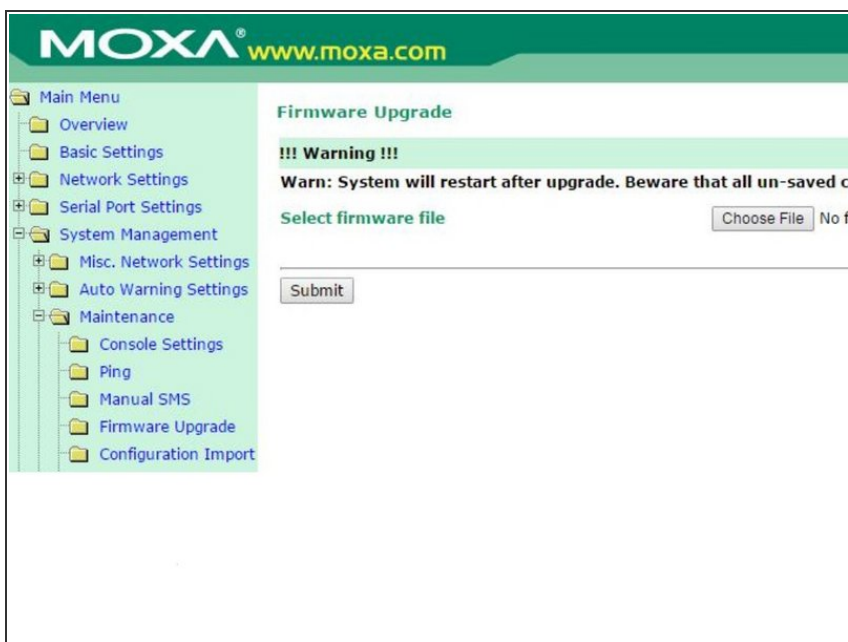 MOXA® www.moxa.com
Main Menu
Overview
Basic Settings
Network Settings
Serial Port Settings
System Management
Misc. Network Settings
Auto Warning Settings
Maintenance
Console Settings
Ping
Manual SMS
Firmware Upgrade
Configuration Import
Firmware Upgrade
!!! Warning !!!
Warn: System will restart after upgrade. Beware that all un-saved
Select firmware file Choose File No
Submit